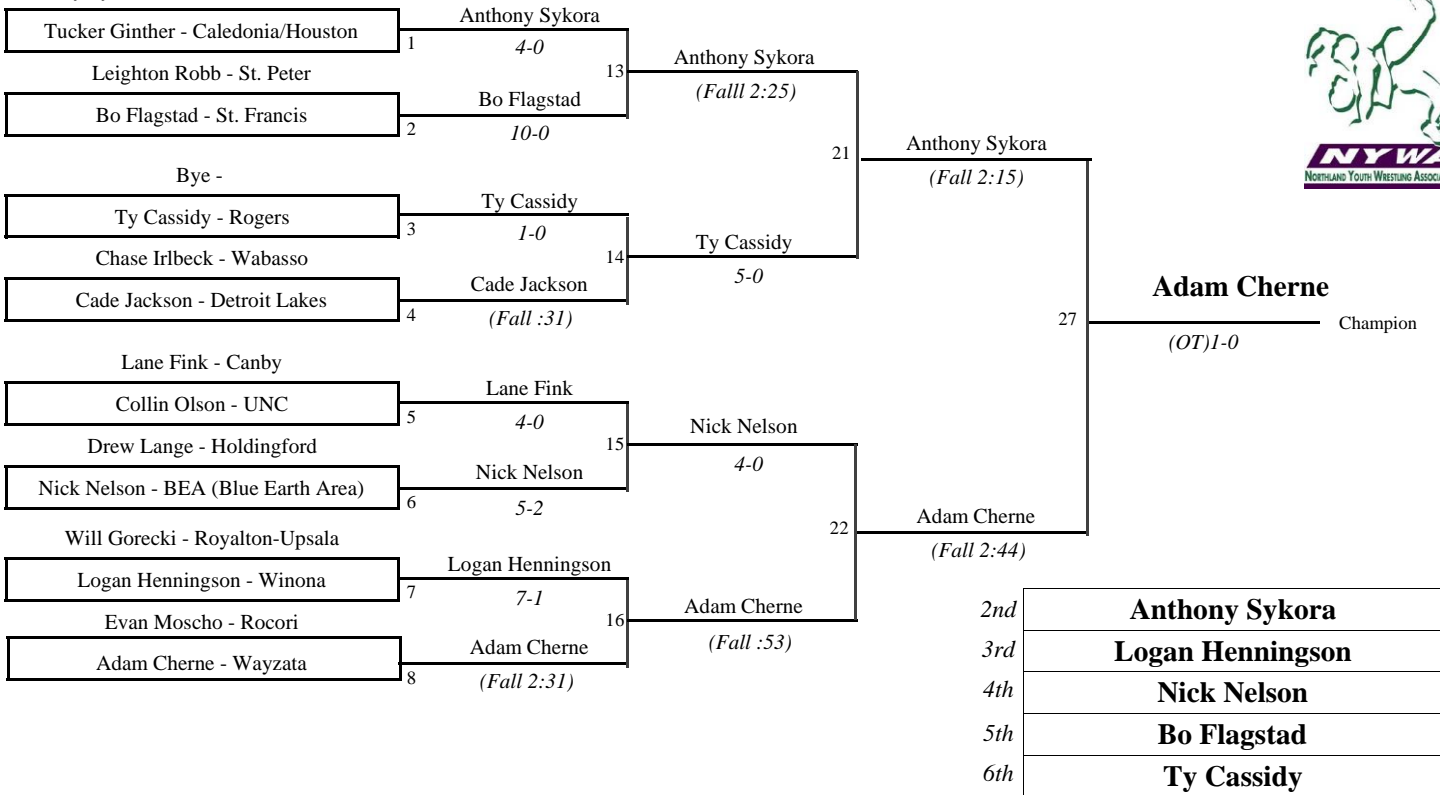 Tucker Ginther - Caledonia/Houston
1
Anthony Sykora
4-0
Leighton Robb - St. Peter
Bo Flagstad - St. Francis
2
Bo Flagstad
10-0
13
Anthony Sykora
(Falll 2:25)
Bye -
Ty Cassidy - Rogers
3
Ty Cassidy
1-0
Chase Irlbeck - Wabasso
Cade Jackson - Detroit Lakes
4
Cade Jackson
(Fall :31)
14
Ty Cassidy
5-0
21
Anthony Sykora
(Fall 2:15)
Lane Fink - Canby
Collin Olson - UNC
5
Lane Fink
4-0
Drew Lange - Holdingford
Nick Nelson - BEA (Blue Earth Area)
6
Nick Nelson
5-2
15
Nick Nelson
4-0
Will Gorecki - Royalton-Upsala
Logan Henningson - Winona
7
Logan Henningson
7-1
Evan Moscho - Rocori
Adam Cherne - Wayzata
8
Adam Cherne
(Fall 2:31)
16
Adam Cherne
(Fall :53)
22
Adam Cherne
(Fall 2:44)
27
Adam Cherne
(OT)1-0
Champion
NYWA
NORTHLAND YOUTH WRESTLING
2nd Anthony Sykora
3rd Logan Henningson
4th Nick Nelson
5th Bo Flagstad
6th Ty Cassidy